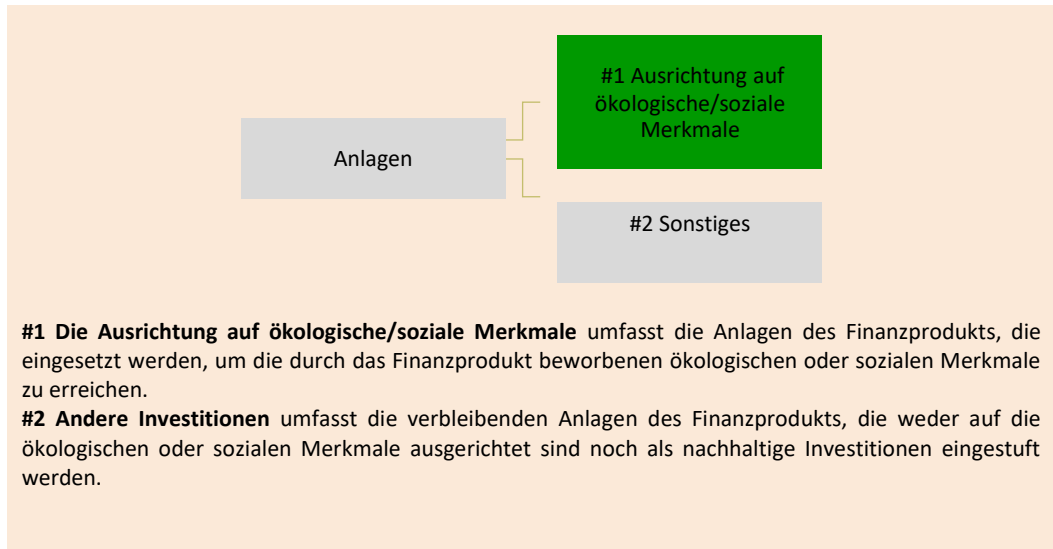 #1 Ausrichtung auf
ökologische/soziale
Merkmale
Anlagen
#2 Sonstiges
#1 Die Ausrichtung auf ökologische/soziale Merkmale umfasst die Anlagen des Finanzprodukts, die
eingesetzt werden, um die durch das Finanzprodukt beworbenen ökologischen oder sozialen Merkmale
zu erreichen.
#2 Andere Investitionen umfasst die verbleibenden Anlagen des Finanzprodukts, die weder auf die
ökologischen oder sozialen Merkmale ausgerichtet sind noch als nachhaltige Investitionen eingestuft
werden.